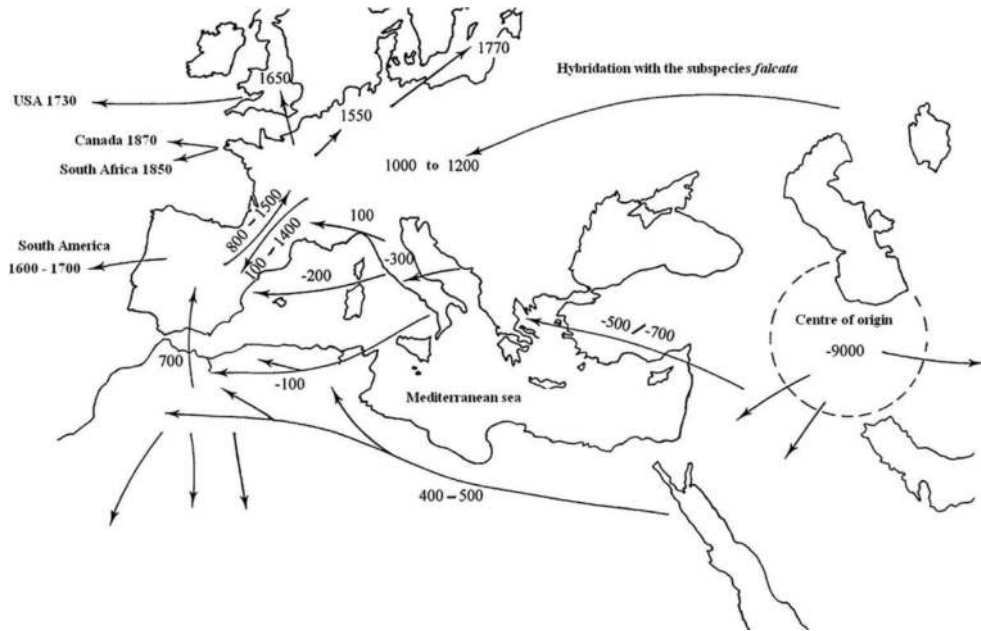 1770
Hybridation with the subspecies falcata
1650
USA 1730
1550
Canada 1870
1000 to 1200
South Africa 1850
800 – 1500
100
100 – 1400
South America
1600 - 1700
-300
-200
-500 / -700
Centre of origin
-9000
700
-100
Mediterranean sea
400 – 500